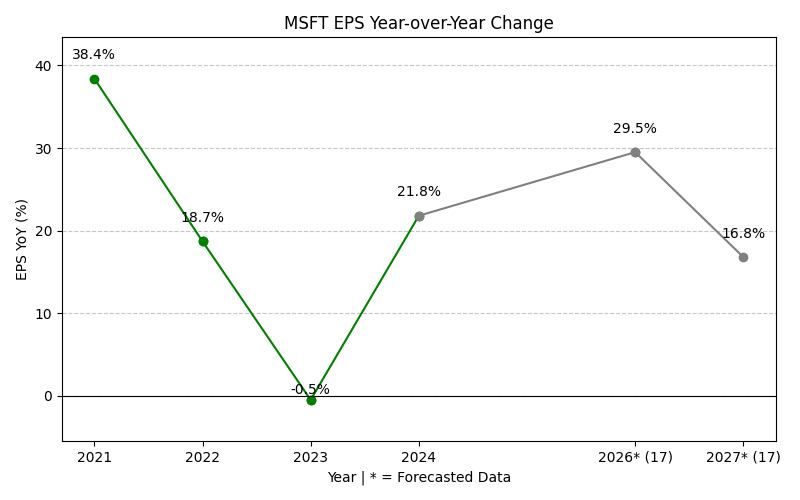 MSFT EPS Year-over-Year Change
38.4%
18.7%
-0.5%
21.8%
29.5%
16.8%
EPS YoY (%)
40
30
20
10
0
2021 2022 2023 2024 2026* (17) 2027* (17)
Year | * = Forecasted Data